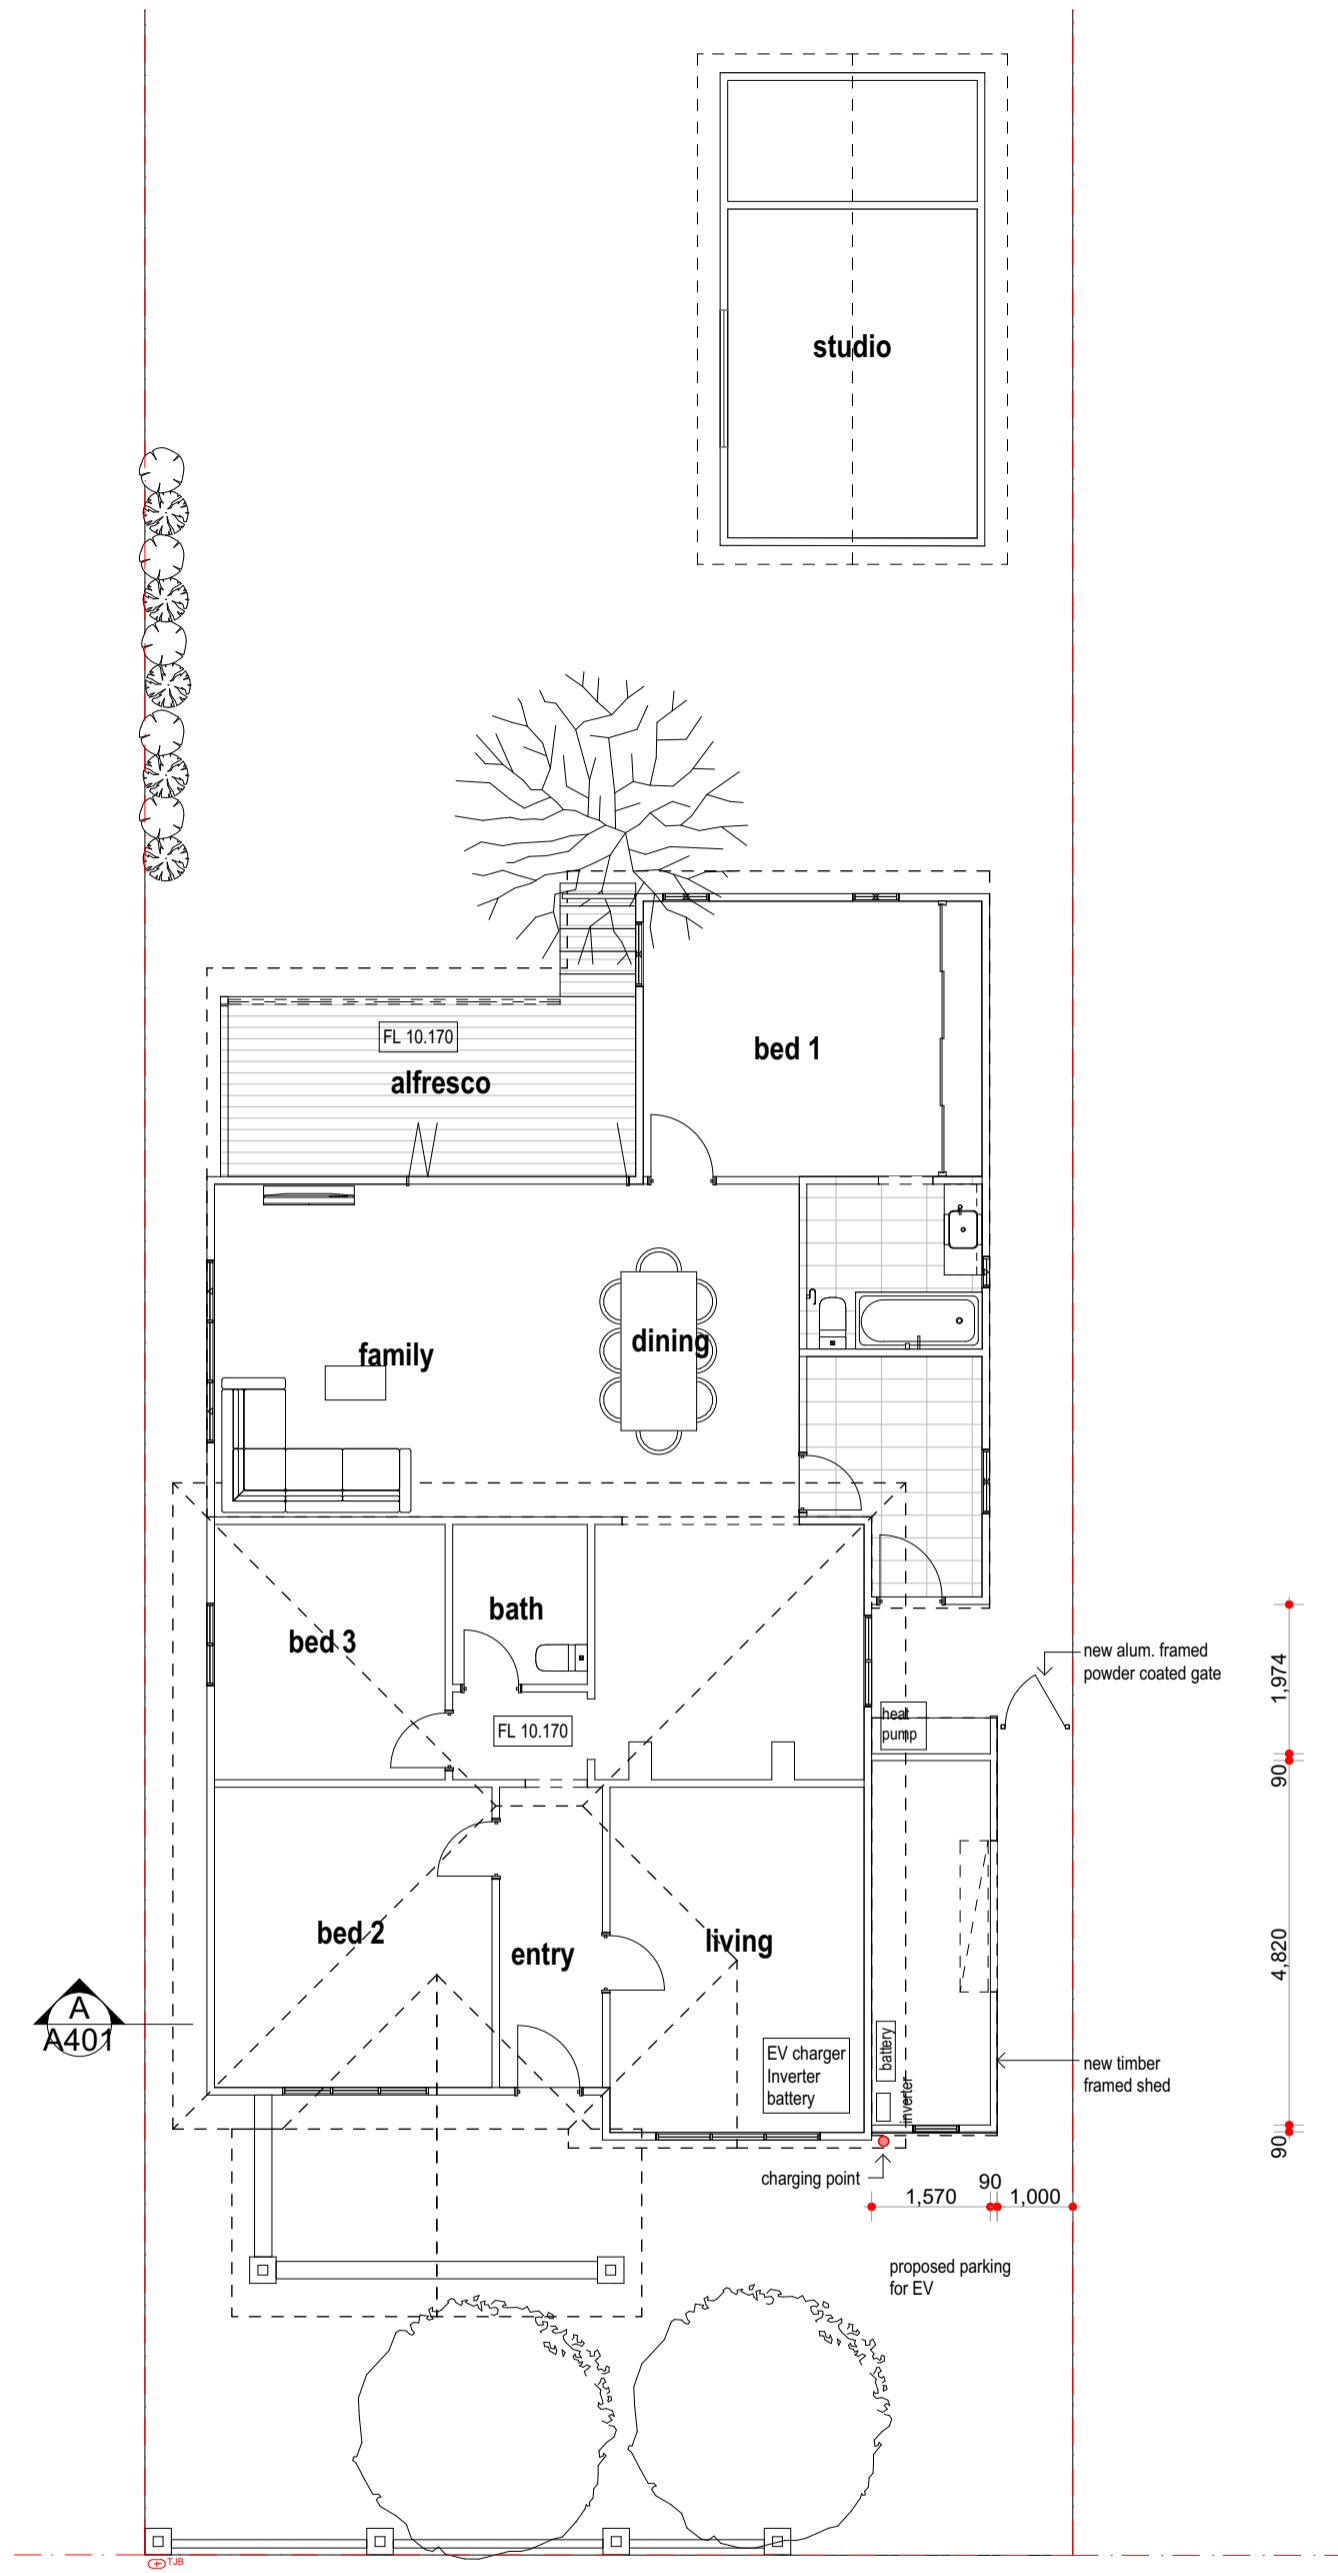 studio
FL 10.170
alfresco
bed 1
family
dining
bath
bed 3
FL 10.170
new alum. framed
powder coated gate
1,974
heat
pump
90
bed 2
entry
living
4,820
A
A401
EV charger
Inverter
battery
battery
inverter
new timber
framed shed
90
charging point
1,570
90
1,000
proposed parking
for EV
TJB